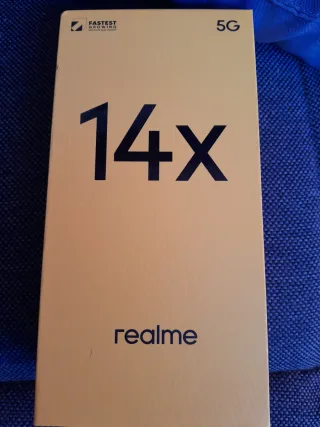 FASTEST
GROWING
5G
14x
realme